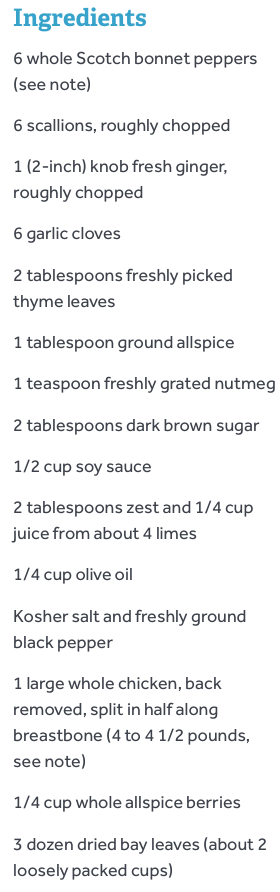 Ingredients
6 whole Scotch bonnet peppers
(see note)
6 scallions, roughly chopped
1 (2-inch) knob fresh ginger,
roughly chopped
6 garlic cloves
2 tablespoons freshly picked
thyme leaves
1 tablespoon ground allspice
1 teaspoon freshly grated nutmeg
2 tablespoons dark brown sugar
1/2 cup soy sauce
2 tablespoons zest and 1/4 cup
juice from about 4 limes
1/4 cup olive oil
Kosher salt and freshly ground
black pepper
1 large whole chicken, back
removed, split in half along
breastbone (4 to 4 1/2 pounds,
see note)
1/4 cup whole allspice berries
3 dozen dried bay leaves (about 2
loosely packed cups)